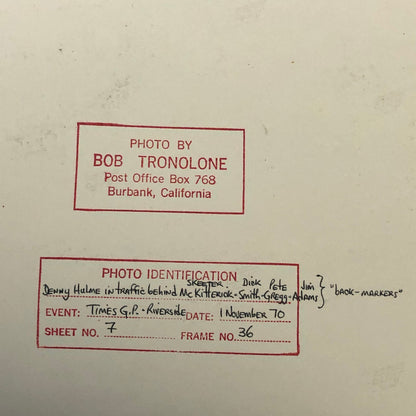 PHOTO BY
BOB TRONOLONE
Post Office Box 768
Burbank, California
PHOTO IDENTIFICATION
SKEETER. Dick Pete Jim
Denny Hulme in traffic behind McKitterick-Smith-Gregg-Adams} "back-markers"
EVENT: TIMES G.P. - Riverside DATE: 1 November 70
SHEET NO. 7 FRAME NO. 36